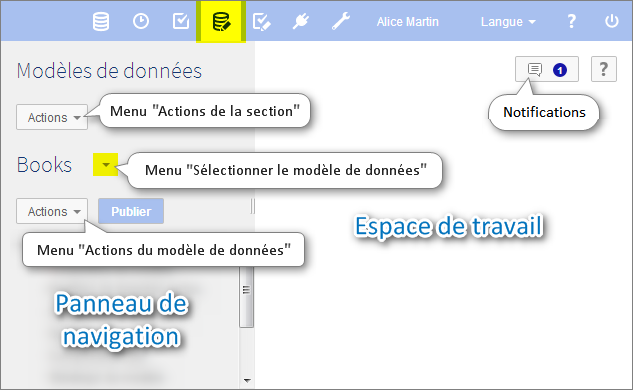 Alice Martin Langue ?
Modèles de données
1 ?
Actions
Menu "Actions de la section"
Notifications
Books
Menu "Sélectionner le modèle de données"
Actions
Publier
Menu "Actions du modèle de données"
Espace de travail
Panneau de
navigation